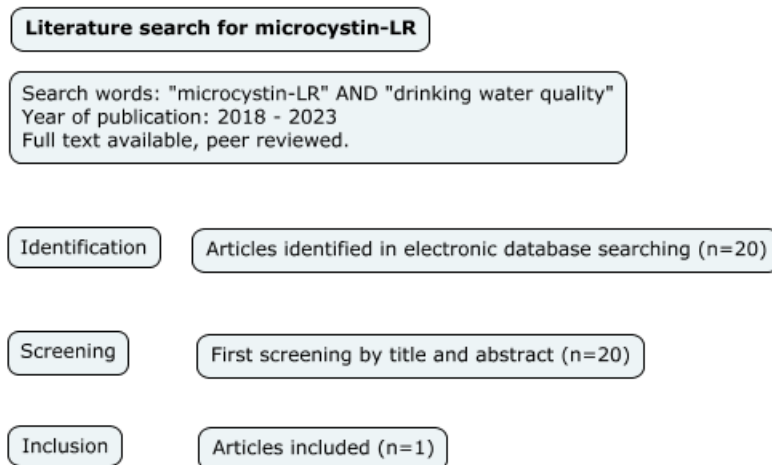 Literature search for microcystin-LR
Search words: "microcystin-LR" AND "drinking water quality"
Year of publication: 2018 - 2023
Full text available, peer reviewed.
Identification
Articles identified in electronic database searching (n=20)
Screening
First screening by title and abstract (n=20)
Inclusion
Articles included (n=1)